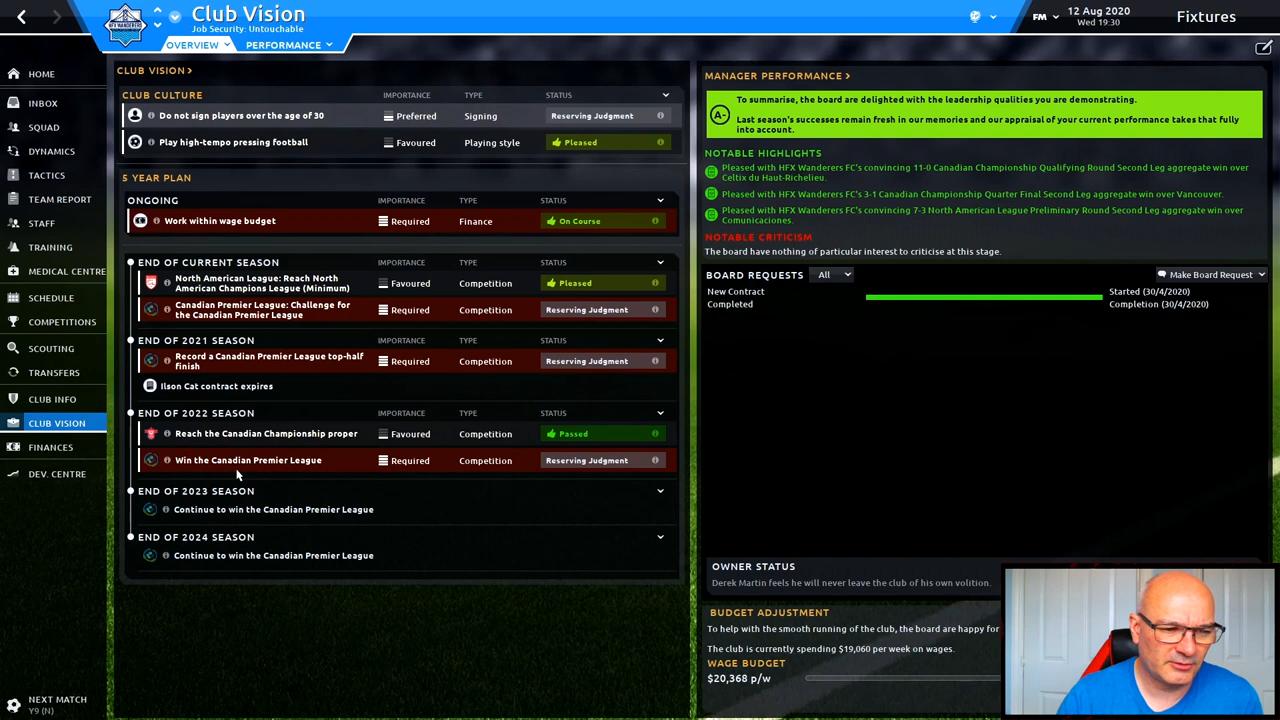 Club Vision
Job Security: Untouchable
OVERVIEW
PERFORMANCE
FM
12 Aug 2020
Wed 19:30
Fixtures
HOME
INBOX
SQUAD
DYNAMICS
TACTICS
TEAM REPORT
STAFF
TRAINING
MEDICAL CENTRE
SCHEDULE
COMPETITIONS
SCOUTING
TRANSFERS
CLUB INFO
CLUB VISION
FINANCES
DEV. CENTRE
NEXT MATCH
Y9 (N)
CLUB VISION >
CLUB CULTURE IMPORTANCE TYPE STATUS
Do not sign players over the age of 30 Preferred Signing Reserving Judgment
Play high-tempo pressing football Favoured Playing style Pleased
5 YEAR PLAN
ONGOING IMPORTANCE TYPE STATUS
Work within wage budget Required Finance On Course
END OF CURRENT SEASON IMPORTANCE TYPE STATUS
North American League: Reach North
American Champions League (Minimum) Favoured Competition Pleased
Canadian Premier League: Challenge for
the Canadian Premier League Required Competition Reserving Judgment
END OF 2021 SEASON IMPORTANCE TYPE STATUS
Record a Canadian Premier League top-half
finish Required Competition Reserving Judgment
Ilson Cat contract expires
END OF 2022 SEASON IMPORTANCE TYPE STATUS
Reach the Canadian Championship proper Favoured Competition Passed
Win the Canadian Premier League Required Competition Reserving Judgment
END OF 2023 SEASON
Continue to win the Canadian Premier League
END OF 2024 SEASON
Continue to win the Canadian Premier League
MANAGER PERFORMANCE >
A-
To summarise, the board are delighted with the leadership qualities you are demonstrating.
Last season's successes remain fresh in our memories and our appraisal of your current performance takes that fully
into account.
NOTABLE HIGHLIGHTS
Pleased with HFX Wanderers FC's convincing 11-0 Canadian Championship Qualifying Round Second Leg aggregate win over
Celtix du Haut-Richelieu.
Pleased with HFX Wanderers FC's 3-1 Canadian Championship Quarter Final Second Leg aggregate win over Vancouver.
Pleased with HFX Wanderers FC's convincing 7-3 North American League Preliminary Round Second Leg aggregate win over
Comunicaciones.
NOTABLE CRITICISM
The board have nothing of particular interest to criticise at this stage.
BOARD REQUESTS All Make Board Request
New Contract Started (30/4/2020)
Completed Completion (30/4/2020)
OWNER STATUS
Derek Martin feels he will never leave the club of his own volition.
BUDGET ADJUSTMENT
To help with the smooth running of the club, the board are happy for
The club is currently spending $19,060 per week on wages.
WAGE BUDGET
$20,368 p/w